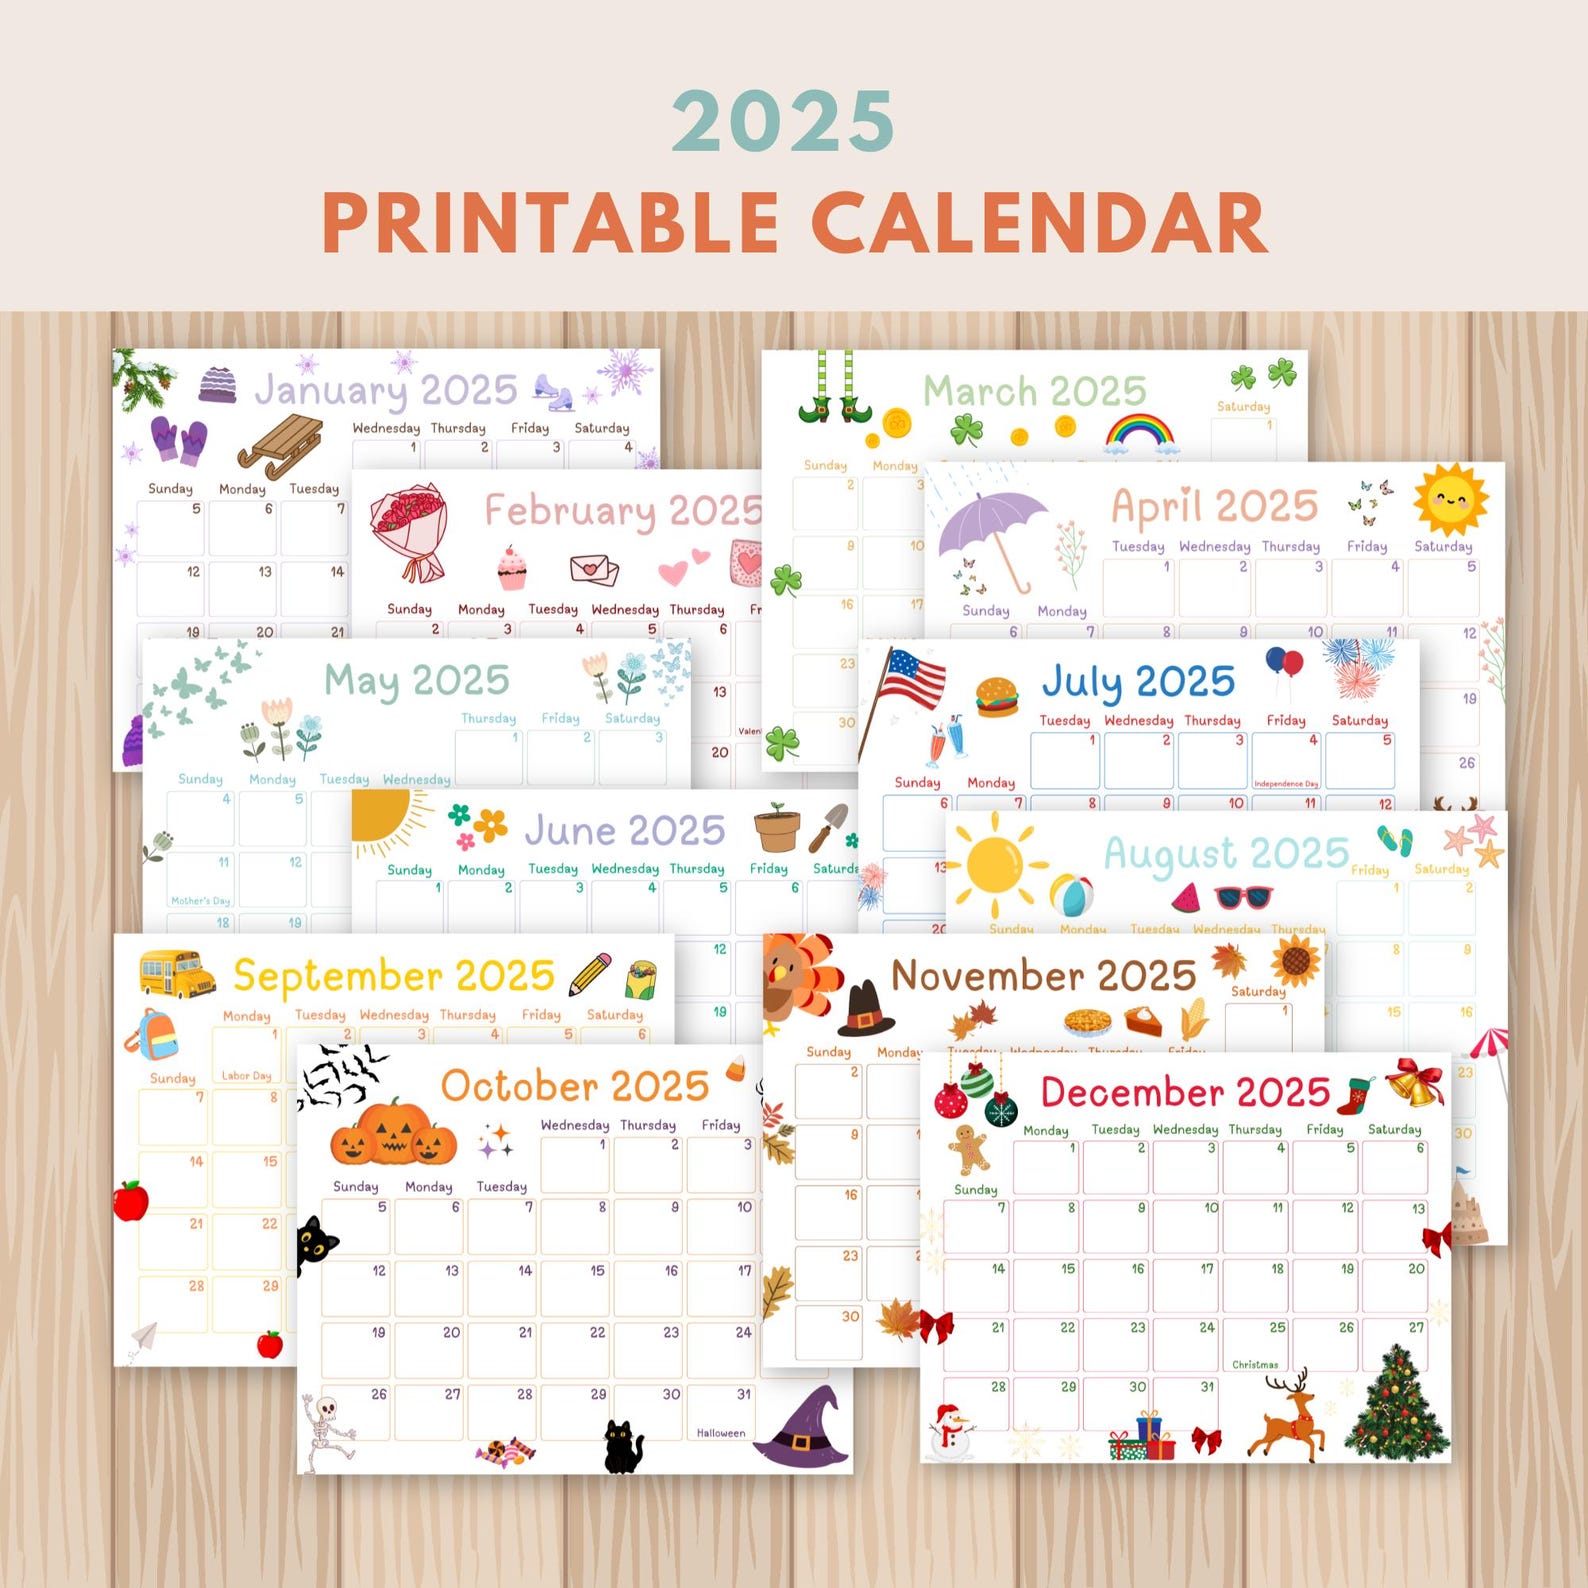 2025
PRINTABLE CALENDAR
January 2025
Wednesday Thursday Friday Saturday
1 2 3 4
Sunday Monday Tuesday
5 6 7
12 13 14
19 20 21
February 2025
Sunday Monday Tuesday Wednesday Thursday
2 3 4 5 6
13
20
March 2025
Saturday
1
Sunday Monday
2 3
9 10
16 17
23
30
April 2025
Tuesday Wednesday Thursday Friday Saturday
1 2 3 4 5
Sunday Monday
6 7 8 9 10 11 12
19
26
May 2025
Thursday Friday Saturday
1 2 3
Sunday Monday Tuesday Wednesday
4 5
11 12
Mother's Day
18 19
June 2025
Sunday Monday Tuesday Wednesday Thursday Friday
1 2 3 4 5 6
12
19
July 2025
Tuesday Wednesday Thursday Friday Saturday
1 2 3 4 5
Independence Day
Sunday Monday
6 7 8 9 10 11 12
13
20
August 2025
Friday Saturday
1 2
Sunday Monday Tuesday Wednesday Thursday
8 9
15 16
23
30
September 2025
Monday Tuesday Wednesday Thursday Friday Saturday
1 2 3 4 5 6
Labor Day
Sunday
7 8
14 15
21 22
28 29
October 2025
Wednesday Thursday Friday
1 2 3
Sunday Monday Tuesday
5 6 7 8 9 10
12 13 14 15 16 17
19 20 21 22 23 24
26 27 28 29 30 31
Halloween
November 2025
Saturday
1
Sunday Monday Tuesday Wednesday Thursday Friday
2
9
16
23
30
December 2025
Monday Tuesday Wednesday Thursday Friday Saturday
1 2 3 4 5 6
Sunday
7 8 9 10 11 12 13
14 15 16 17 18 19 20
21 22 23 24 25 26 27
Christmas
28 29 30 31